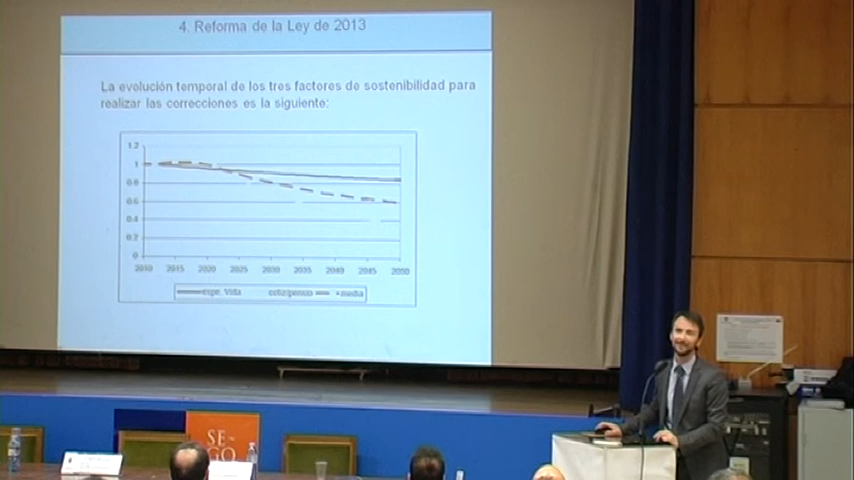 4. Reforma de la Ley de 2013
La evolución temporal de los tres factores de sostenibilidad para
realizar las correcciones es la siguiente:
1.2
1
0.8
0.6
0.4
0.2
0
2010 2015 2020 2025 2030 2035 2040 2045 2050
media
SE
GO